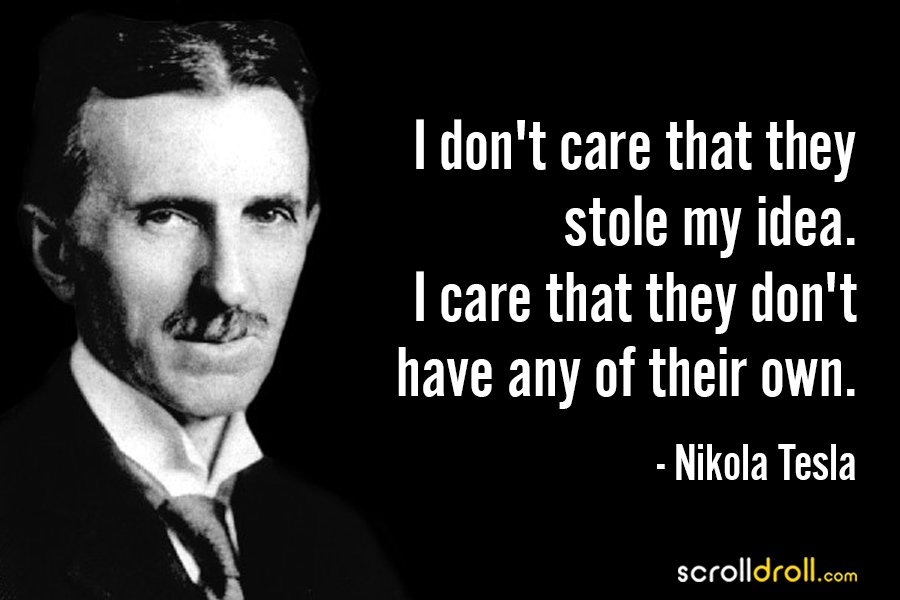 I don't care that they
stole my idea.
I care that they don't
have any of their own.
- Nikola Tesla
scrolldroll.com